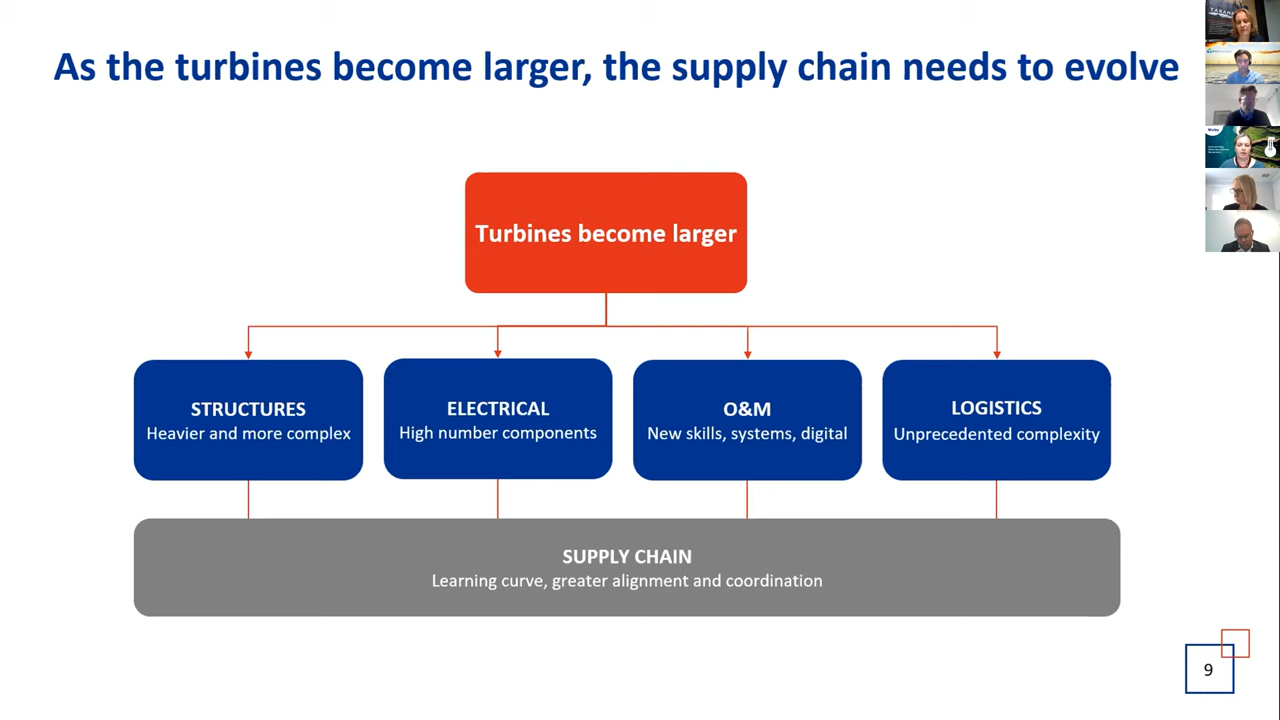 As the turbines become larger, the supply chain needs to evolve
Turbines become larger
STRUCTURES
Heavier and more complex
ELECTRICAL
High number components
O&M
New skills, systems, digital
LOGISTICS
Unprecedented complexity
SUPPLY CHAIN
Learning curve, greater alignment and coordination
9